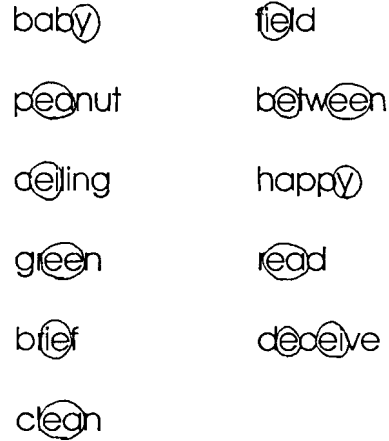 baby field
peanut between
ceiling happy
green read
brief deceive
clean